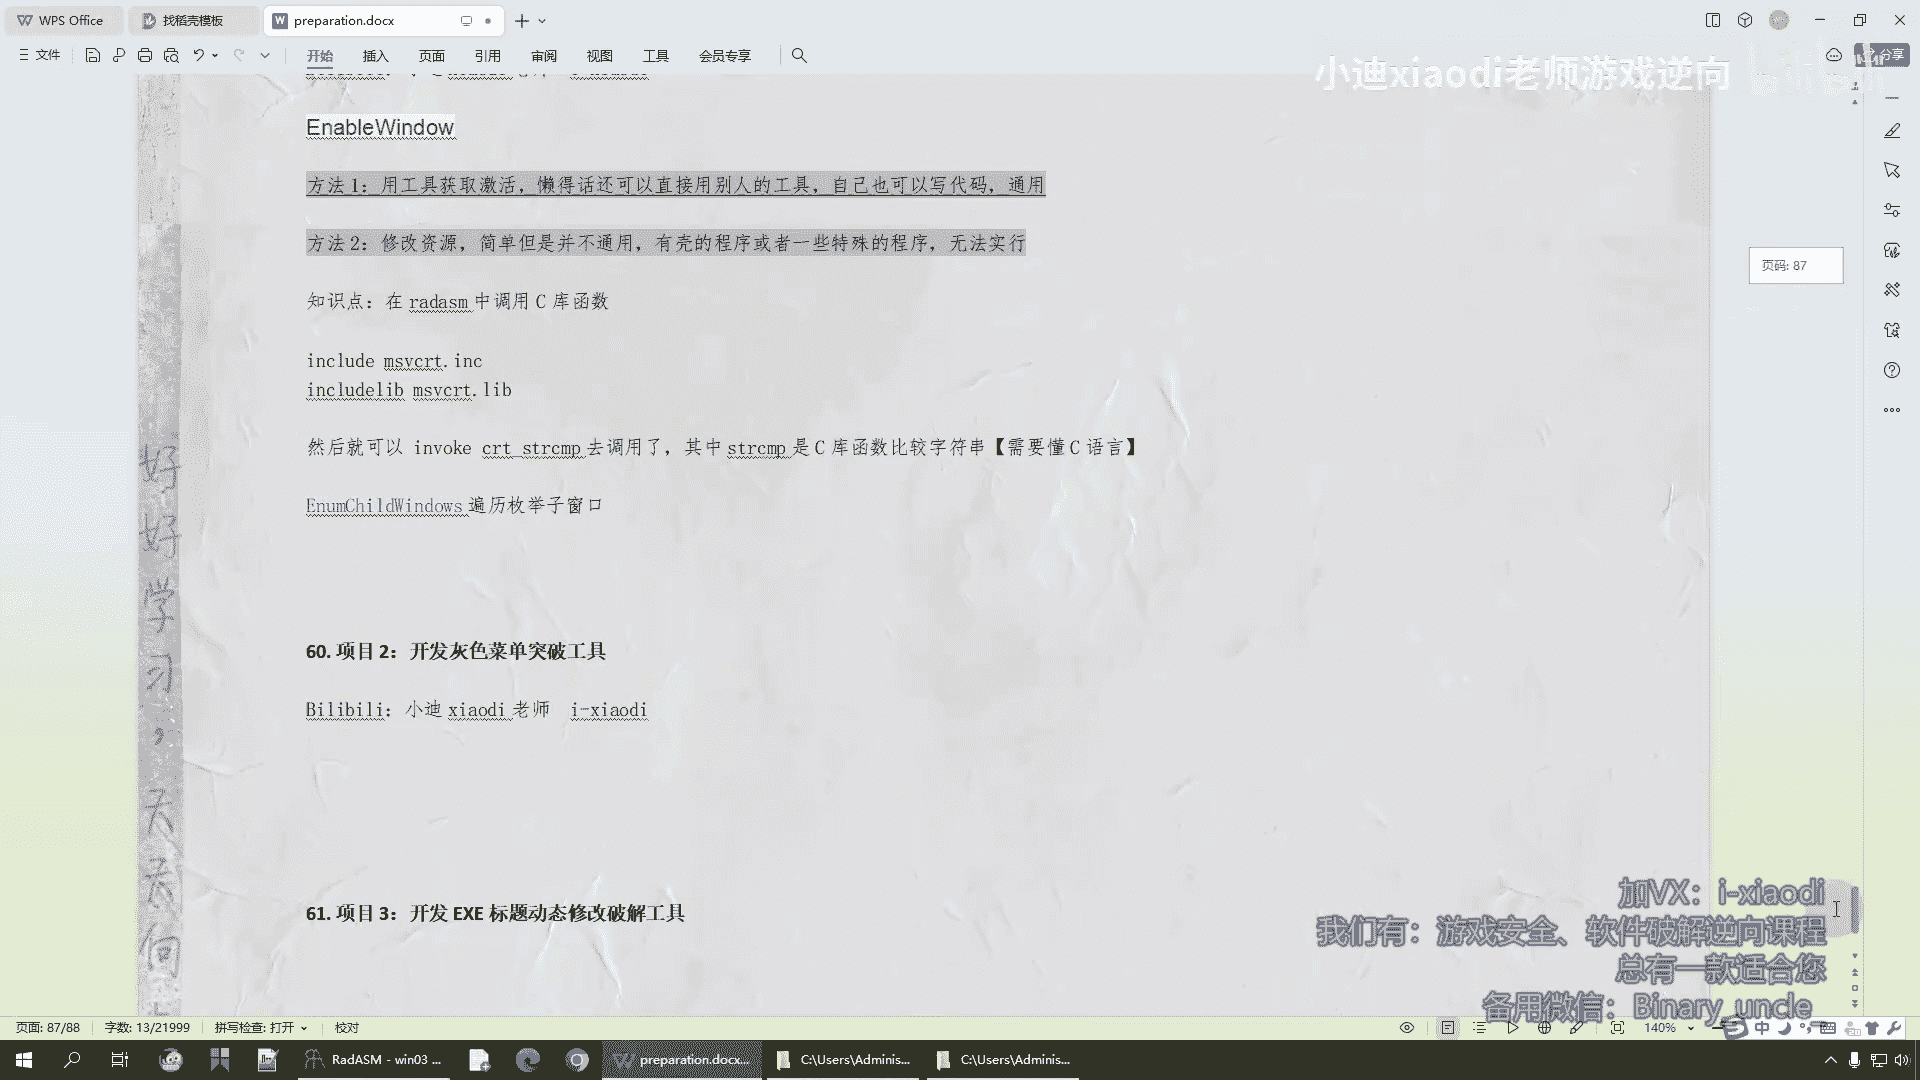 WPS Office
找稻壳模板
preparation.docx
文件
开始
插入
页面
引用
审阅
视图
工具
会员专享
分享
小迪xiaodi老师游戏逆向
bilibili
EnableWindow
方法1：用工具获取激活，懒得话还可以直接用别人的工具，自己也可以写代码，通用
方法2：修改资源，简单但是并不通用，有壳的程序或者一些特殊的程序，无法实行
页码: 87
知识点：在 radasm 中调用 C 库函数
include msvcrt.inc
includelib msvcrt.lib
然后就可以 invoke crt_strcmp 去调用了，其中 strcmp 是 C 库函数比较字符串【需要懂 C 语言】
EnumChildWindows 遍历枚举子窗口
60. 项目 2：开发灰色菜单突破工具
Bilibili：小迪 xiaodi 老师 i-xiaodi
61. 项目 3：开发 EXE 标题动态修改破解工具
好好学习，天天
加VX：i-xiaodi
我们有：游戏安全、软件破解逆向课程
总有一款适合您
备用微信：Binary_uncle
页面: 87/88
字数: 13/21999
拼写检查: 打开
校对
140%
中
RadASM - win03 ...
preparation.docx...
C:\Users\Adminis...
C:\Users\Adminis...